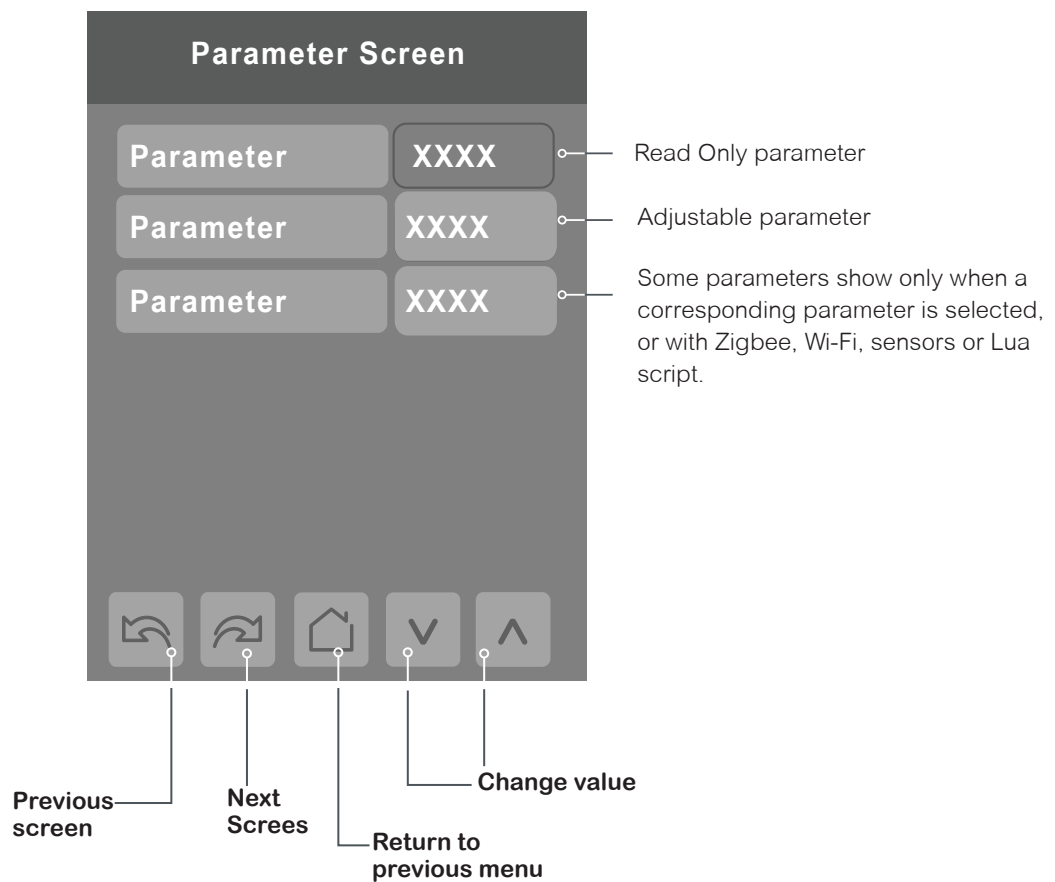 Parameter Screen
Parameter XXXX
Read Only parameter
Parameter XXXX
Adjustable parameter
Parameter XXXX
Some parameters show only when a
corresponding parameter is selected,
or with Zigbee, Wi-Fi, sensors or Lua
script.
Previous
screen
Next
Screes
Return to
previous menu
Change value